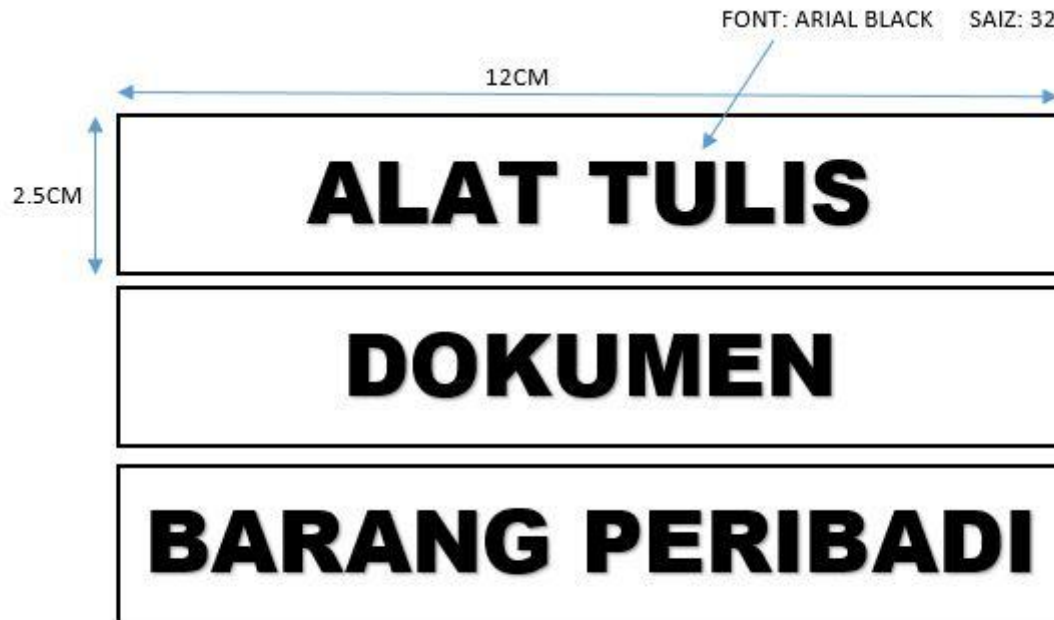 FONT: ARIAL BLACK SAIZ: 32
12CM
2.5CM
ALAT TULIS
DOKUMEN
BARANG PERIBADI